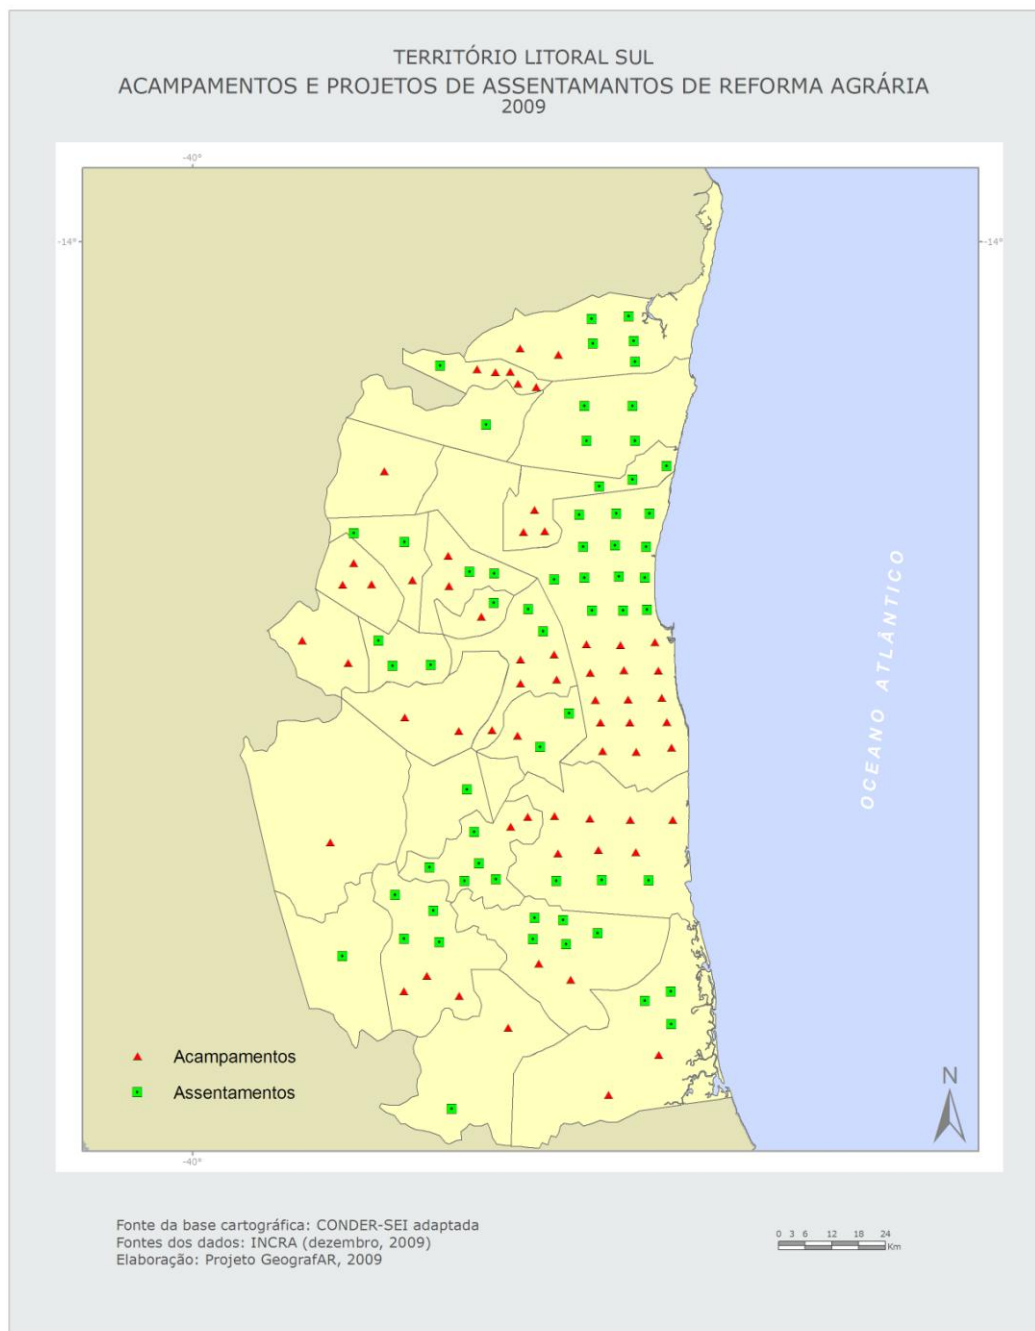 TERRITÓRIO LITORAL SUL
ACAMPAMENTOS E PROJETOS DE ASSENTAMANTOS DE REFORMA AGRÁRIA
2009
-40°
-14°
-14°
OCEANO ATLÂNTICO
Acampamentos
Assentamentos
N
-40°
Fonte da base cartográfica: CONDER-SEI adaptada
Fontes dos dados: INCRA (dezembro, 2009)
Elaboração: Projeto GeografAR, 2009
0 3 6 12 18 24
Km